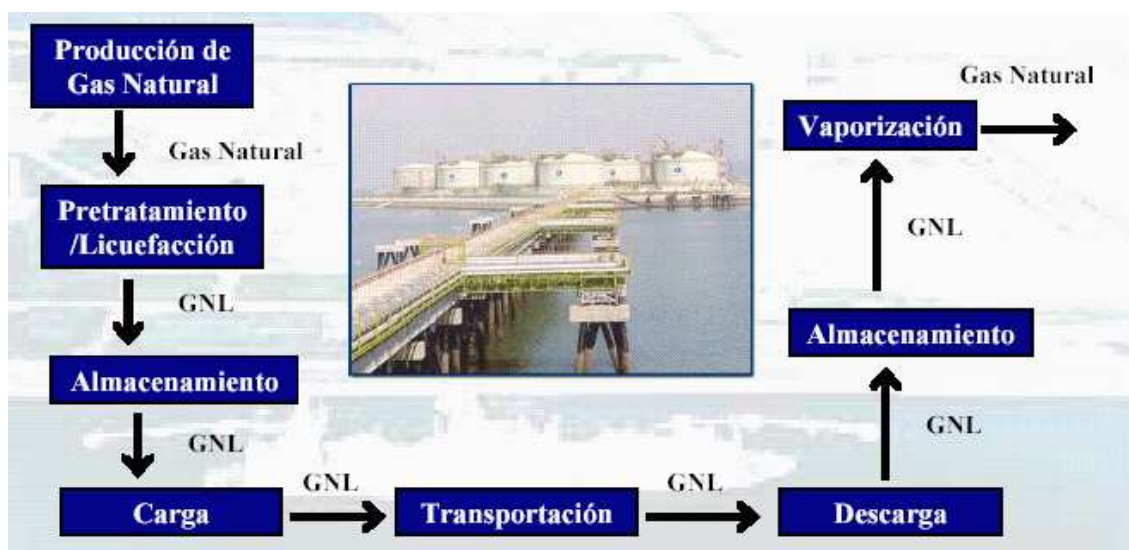 Producción de
Gas Natural
Gas Natural
Pretratamiento
/Licuefacción
GNL
Almacenamiento
GNL
Carga
GNL
Transportación
GNL
Descarga
GNL
Almacenamiento
GNL
Vaporización
Gas Natural